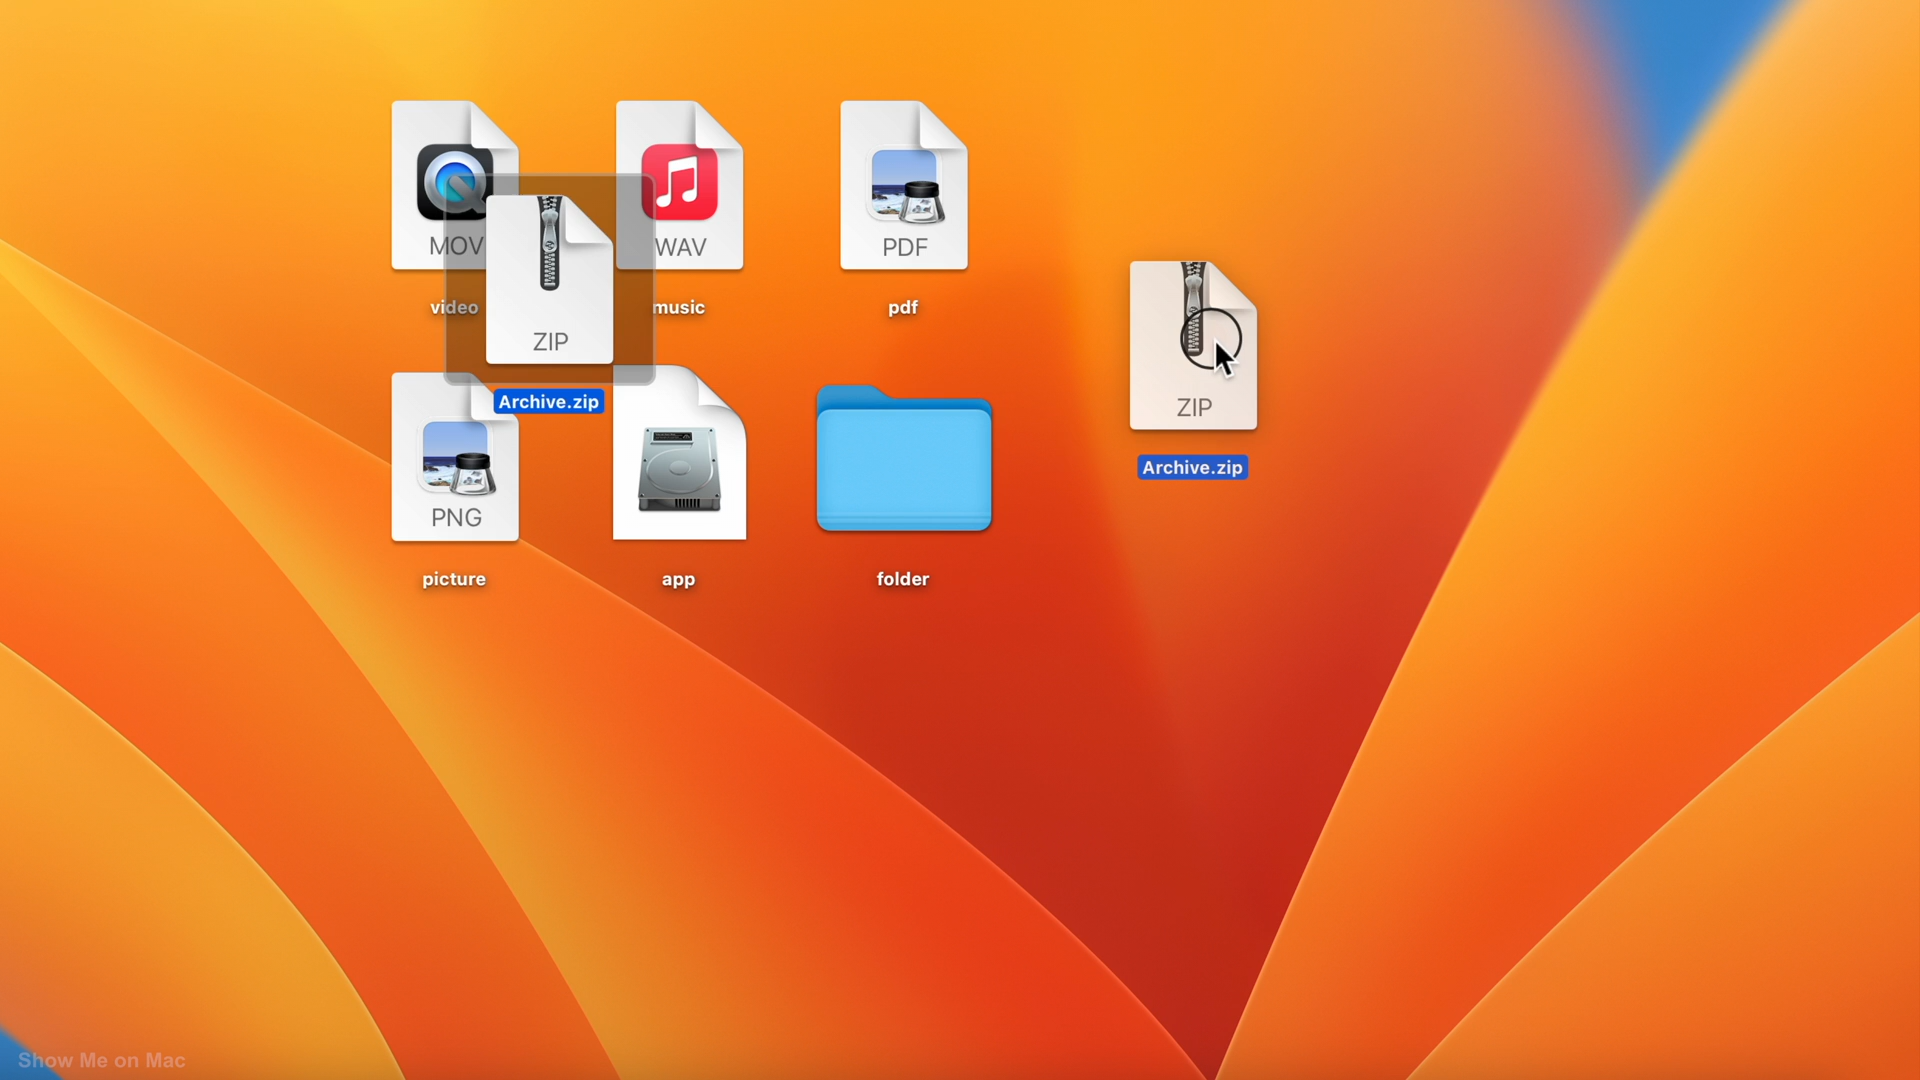 MOV
WAV
PDF
video
music
pdf
ZIP
Archive.zip
ZIP
Archive.zip
PNG
picture
app
folder
Show Me on Mac